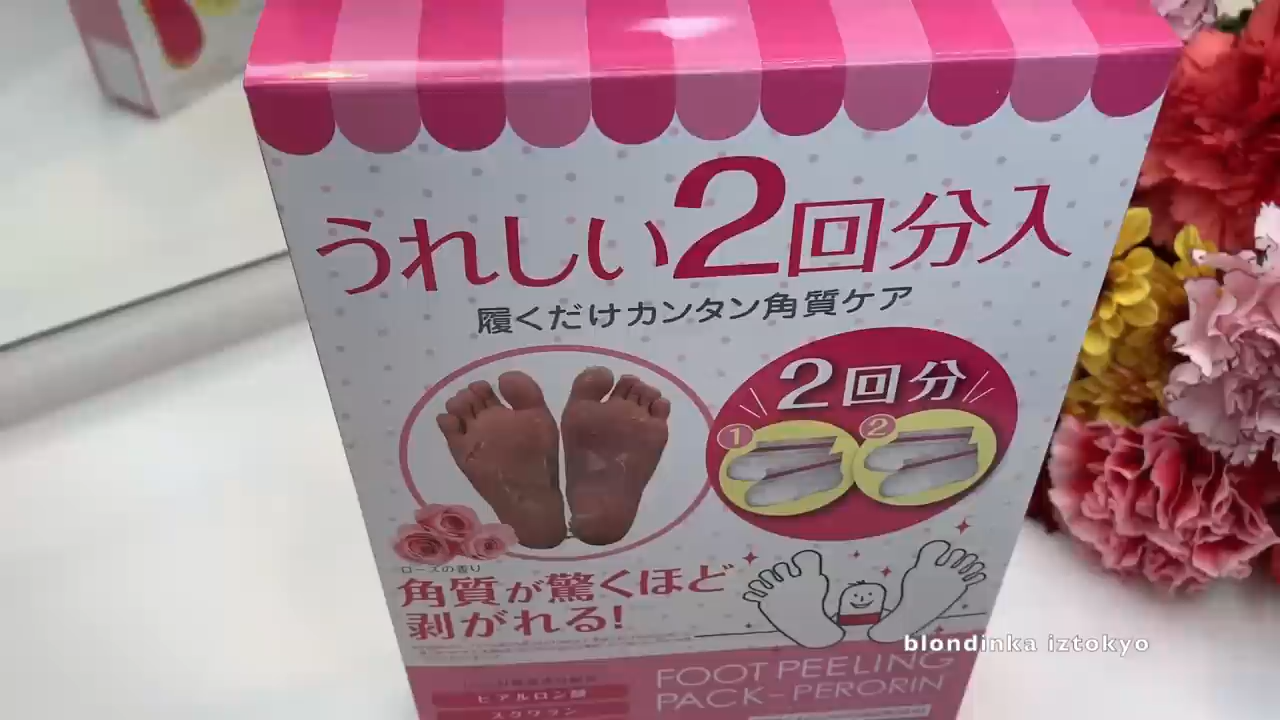 うれしい2回分入
履くだけカンタン角質ケア
2回分
1
2
ローズの香り
角質が驚くほど
剥がれる!
blondinka iztokyo
FOOT PEELING
PACK-PERORIN
ヒアルロン酸
スクワラン